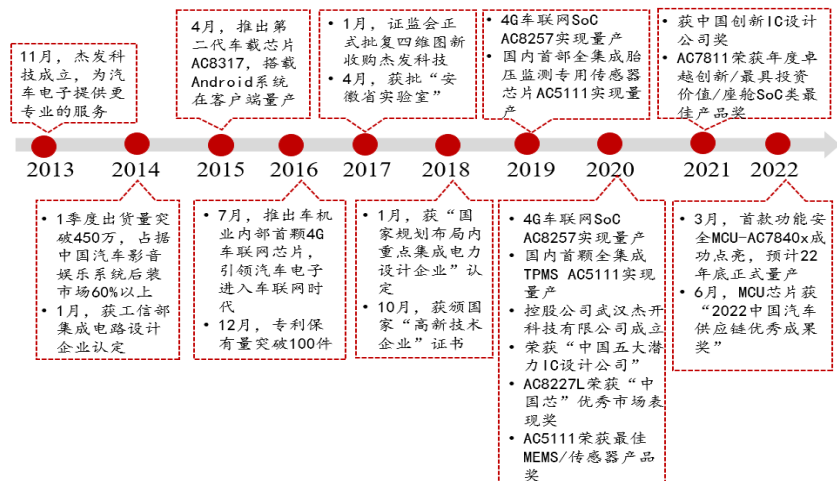 11月，杰发科
技成立，为汽
车电子提供更
专业的服务
4月，推出第
二代车载芯片
AC8317，搭载
Android系统
在客户端量产
• 1月，证监会正
式批复四维图新
收购杰发科技
• 4月，获批“安
徽省实验室”
• 4G车联网SoC
AC8257实现量产
• 国内首部全集成胎
压监测专用传感器
芯片AC5111实现量
产
• 获中国创新IC设计
公司奖
• AC7811荣获年度卓
越创新/最具投资
价值/座舱SoC类最
佳产品奖
2013 2014 2015 2016 2017 2018 2019 2020 2021 2022
• 1季度出货量突
破450万，占据
中国汽车影音
娱乐系统后装
市场60%以上
• 1月，获工信部
集成电路设计
企业认定
• 7月，推出车机
业内部首颗4G
车联网芯片，
引领汽车电子
进入车联网时
代
• 12月，专利保
有量突破100件
• 1月，获“国
家规划布局内
重点集成电力
设计企业”认
定
• 10月，获颁国
家“高新技术
企业”证书
• 4G车联网SoC
AC8257实现量产
• 国内首颗全集成
TPMS AC5111实现
量产
• 控股公司武汉杰开
科技有限公司成立
• 荣获“中国五大潜
力IC设计公司”
• AC8227L荣获“中
国芯”优秀市场表
现奖
• AC5111荣获最佳
MEMS/传感器产品
奖
• 3月，首款功能安
全MCU-AC7840x成
功点亮，预计22
年底正式量产
• 6月，MCU芯片获
“2022中国汽车
供应链优秀成果
奖”